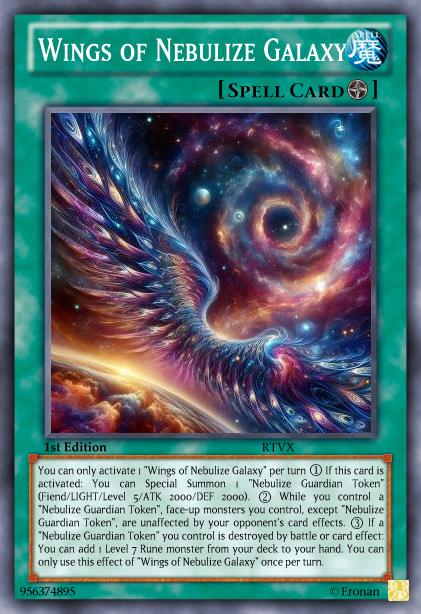 WINGS OF NEBULIZE GALAXY
SPELL
魔
[SPELL CARD]
1st Edition RTVX
You can only activate 1 "Wings of Nebulize Galaxy" per turn ① If this card is
activated: You can Special Summon 1 "Nebulize Guardian Token"
(Fiend/LIGHT/Level 5/ATK 2000/DEF 2000). ② While you control a
"Nebulize Guardian Token", face-up monsters you control, except "Nebulize
Guardian Token", are unaffected by your opponent's card effects. ③ If a
"Nebulize Guardian Token" you control is destroyed by battle or card effect:
You can add 1 Level 7 Rune monster from your deck to your hand. You can
only use this effect of "Wings of Nebulize Galaxy" once per turn.
956374895 ©Eronan